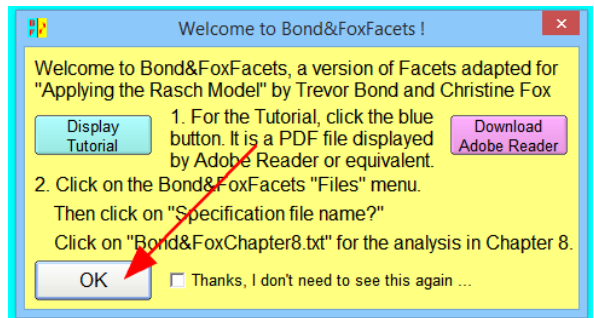 Welcome to Bond&FoxFacets !
Welcome to Bond&FoxFacets, a version of Facets adapted for
"Applying the Rasch Model" by Trevor Bond and Christine Fox
Display
Tutorial
1. For the Tutorial, click the blue
button. It is a PDF file displayed
by Adobe Reader or equivalent.
Download
Adobe Reader
2. Click on the Bond&FoxFacets "Files" menu.
Then click on "Specification file name?"
Click on "Bond&FoxChapter8.txt" for the analysis in Chapter 8.
OK
Thanks, I don't need to see this again ...